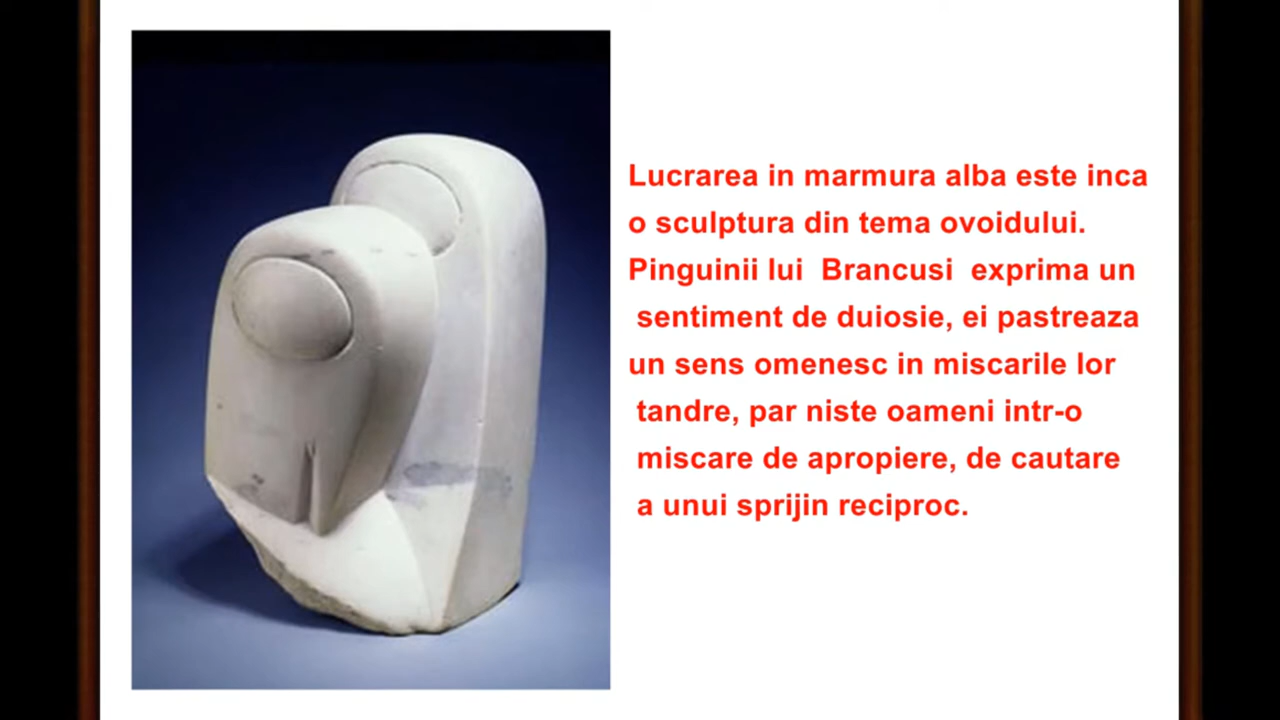 Lucrarea in marmura alba este inca
o sculptura din tema ovoidului.
Pinguinii lui Brancusi exprima un
sentiment de duiosie, ei pastreaza
un sens omenesc in miscarile lor
tandre, par niste oameni intr-o
miscare de apropiere, de cautare
a unui sprijin reciproc.